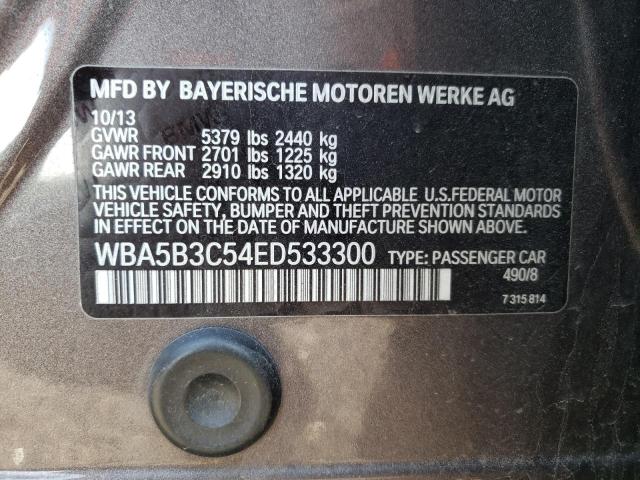 MFD BY BAYERISCHE MOTOREN WERKE AG
10/13
GVWR 5379 lbs 2440 kg
GAWR FRONT 2701 lbs 1225 kg
GAWR REAR 2910 lbs 1320 kg
THIS VEHICLE CONFORMS TO ALL APPLICABLE U.S.FEDERAL MOTOR
VEHICLE SAFETY, BUMPER AND THEFT PREVENTION STANDARDS
IN EFFECT ON THE DATE OF MANUFACTURE SHOWN ABOVE.
WBA5B3C54ED533300 TYPE: PASSENGER CAR
490/8
7 315 814